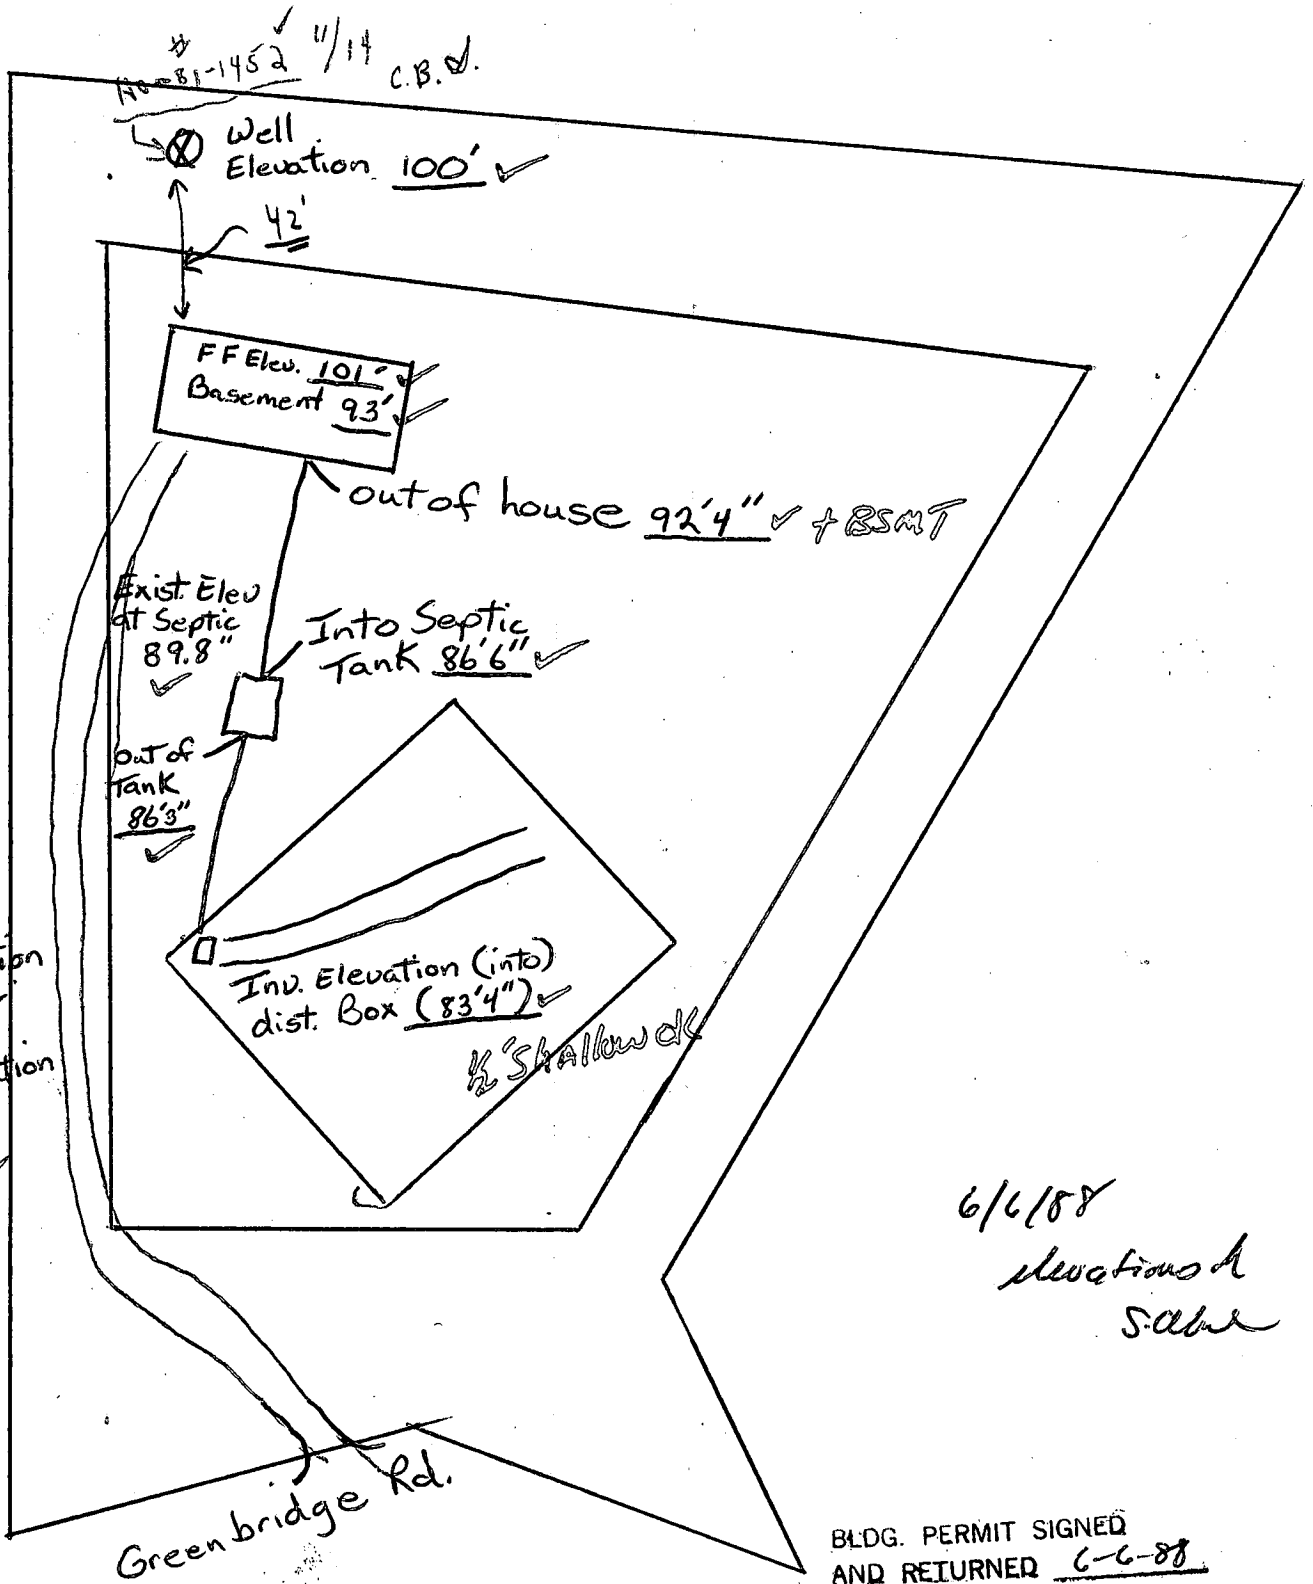 # 11/14
HO-81-1452 C.B.
Well
Elevation 100'
42'
FF Elev. 101'
Basement 93'
out of house 92'4" + BSMT
Exist. Elev
at Septic
89.8"
Into Septic
Tank 86'6"
out of
Tank
86'3"
Inv. Elevation (into)
dist. Box (83'4")
½' Shallow ok
6/6/88
elevations
Greenbridge Rd.
BLDG. PERMIT SIGNED
AND RETURNED 6-6-88